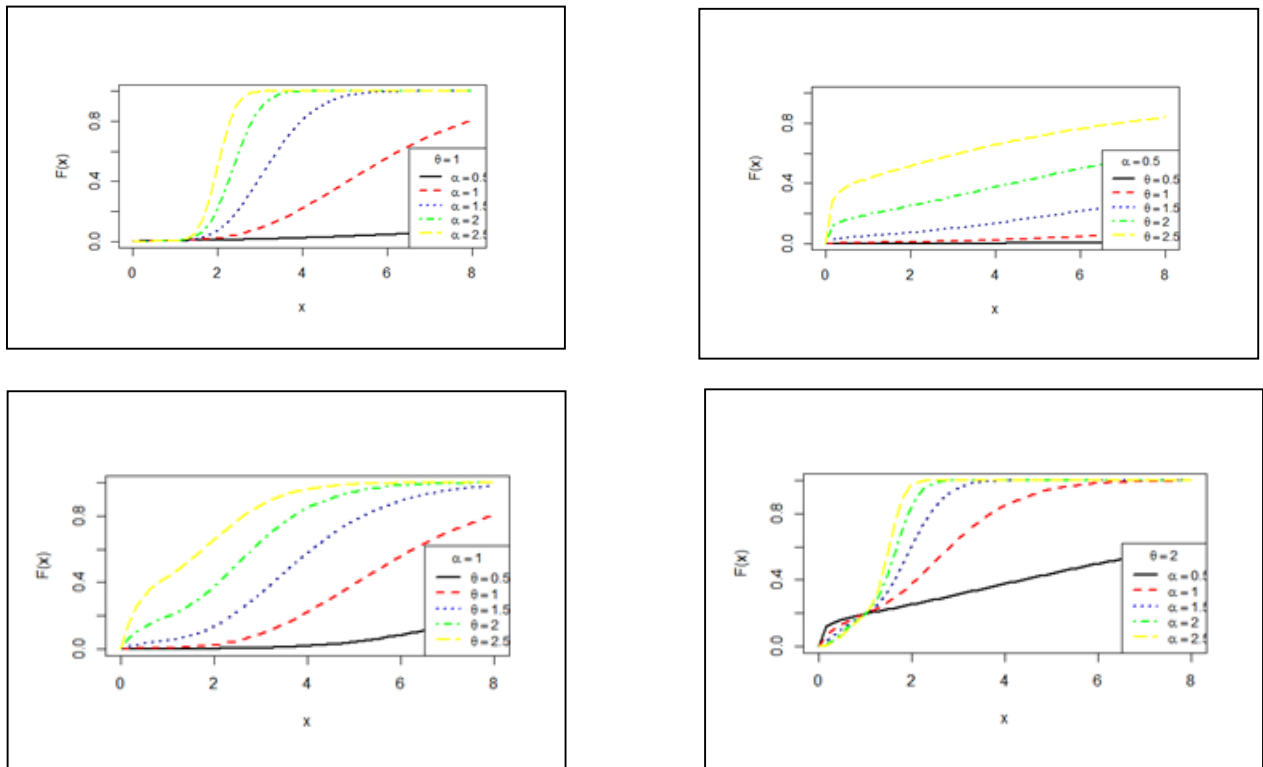 F(x)
0.0 0.4 0.8
θ = 1
α = 0.5
α = 1
α = 1.5
α = 2
α = 2.5
0 2 4 6 8
x
F(x)
0.0 0.4 0.8
α = 0.5
θ = 0.5
θ = 1
θ = 1.5
θ = 2
θ = 2.5
0 2 4 6 8
x
F(x)
0.0 0.4 0.8
α = 1
θ = 0.5
θ = 1
θ = 1.5
θ = 2
θ = 2.5
0 2 4 6 8
x
F(x)
0.0 0.4 0.8
θ = 2
α = 0.5
α = 1
α = 1.5
α = 2
α = 2.5
0 2 4 6 8
x